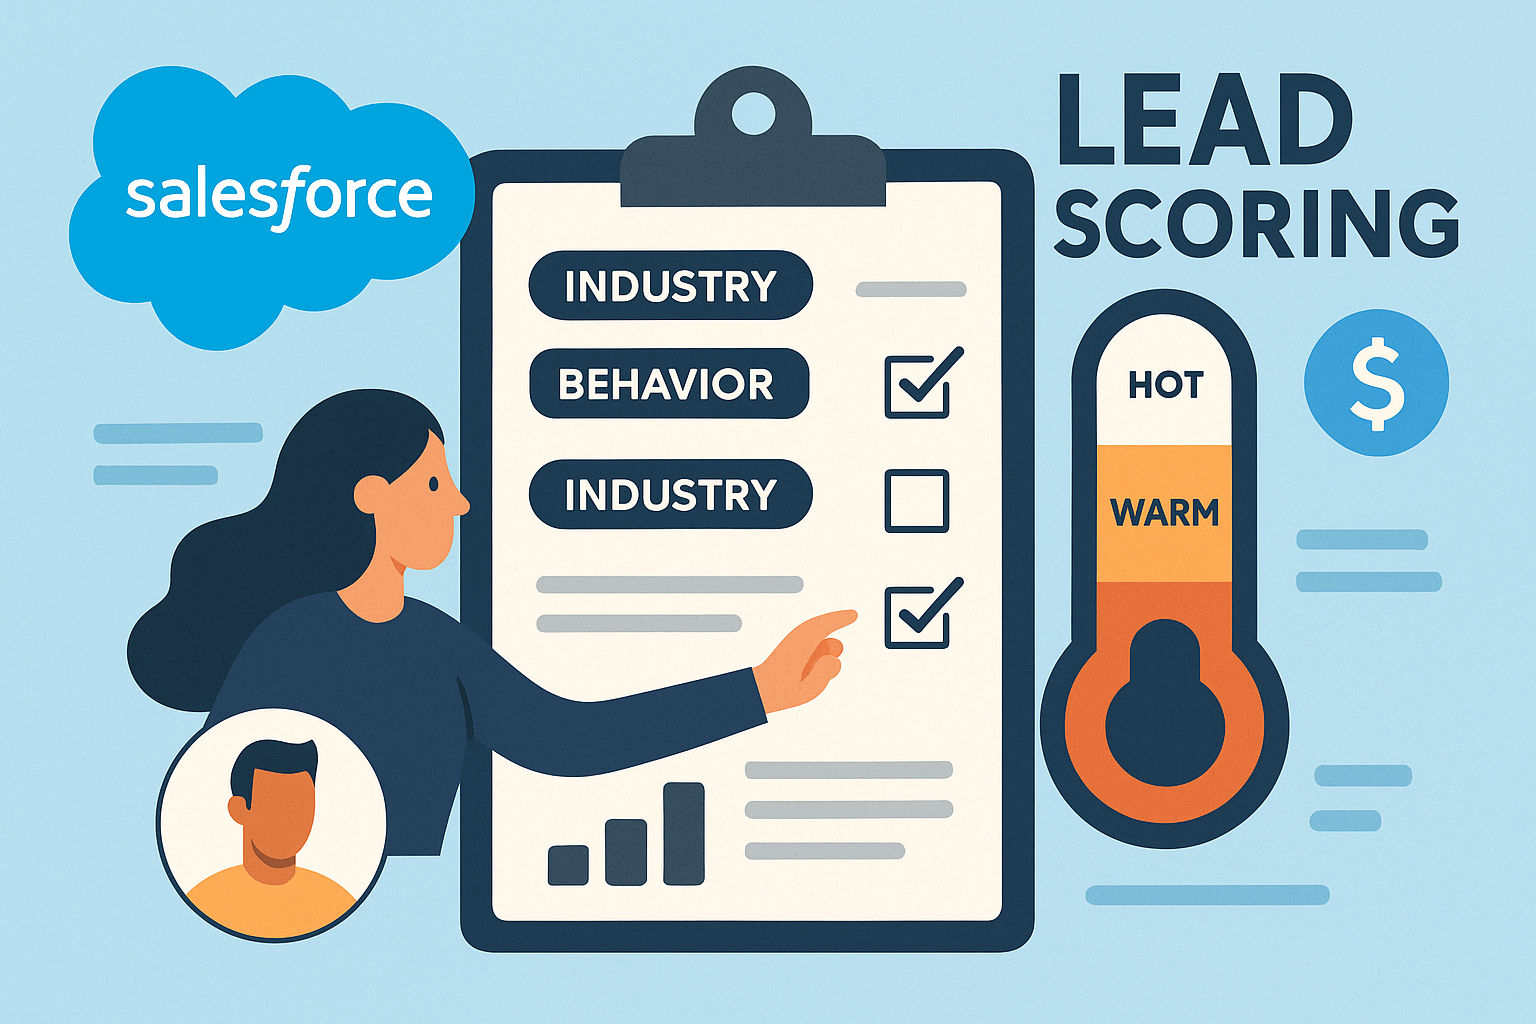 salesforce
LEAD
SCORING
INDUSTRY
BEHAVIOR
INDUSTRY
HOT
WARM
$